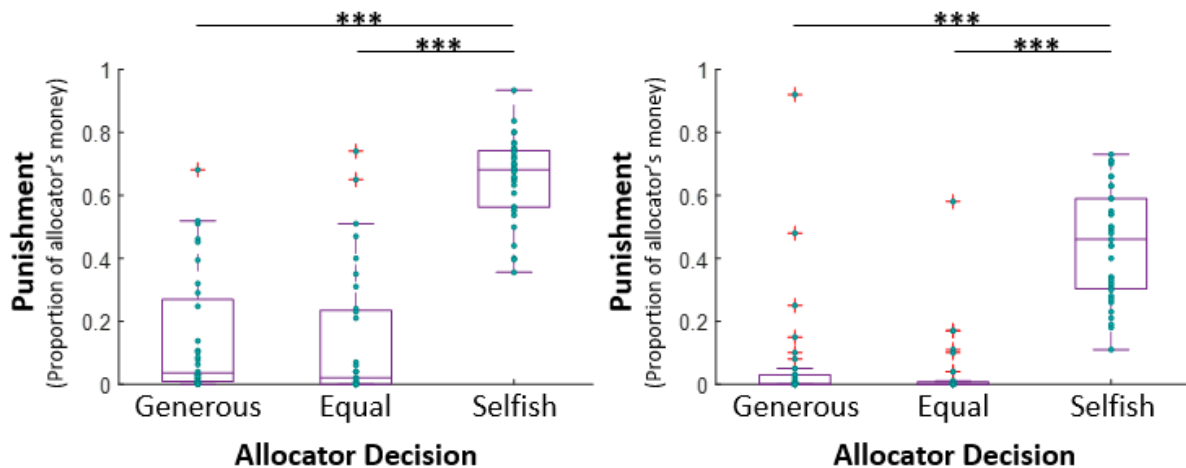 ***
***
Punishment
(Proportion of allocator's money)
1
0.8
0.6
0.4
0.2
0
Generous Equal Selfish
Allocator Decision
***
***
Punishment
(Proportion of allocator's money)
1
0.8
0.6
0.4
0.2
0
Generous Equal Selfish
Allocator Decision